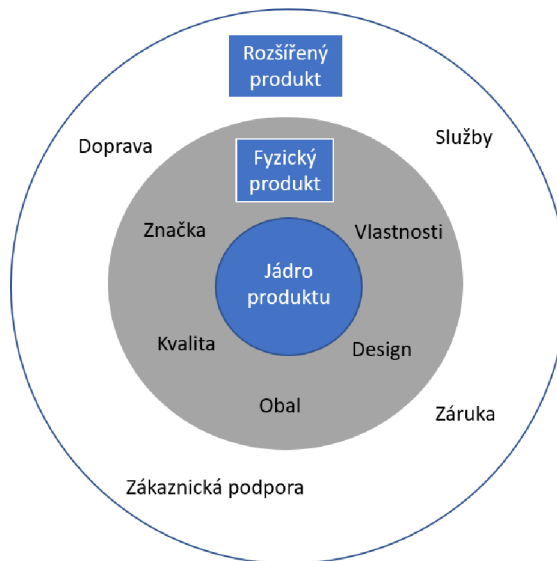 Rozšířený
produkt
Doprava
Služby
Fyzický
produkt
Značka
Vlastnosti
Jádro
produktu
Kvalita
Design
Obal
Záruka
Zákaznická podpora